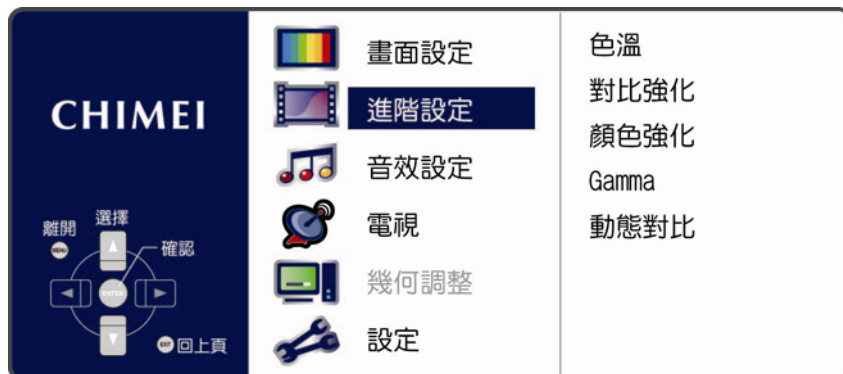 CHIMEI
離開
MENU
選擇
確認
ENTER
EXIT
回上頁
畫面設定
進階設定
音效設定
電視
幾何調整
設定
色溫
對比強化
顏色強化
Gamma
動態對比